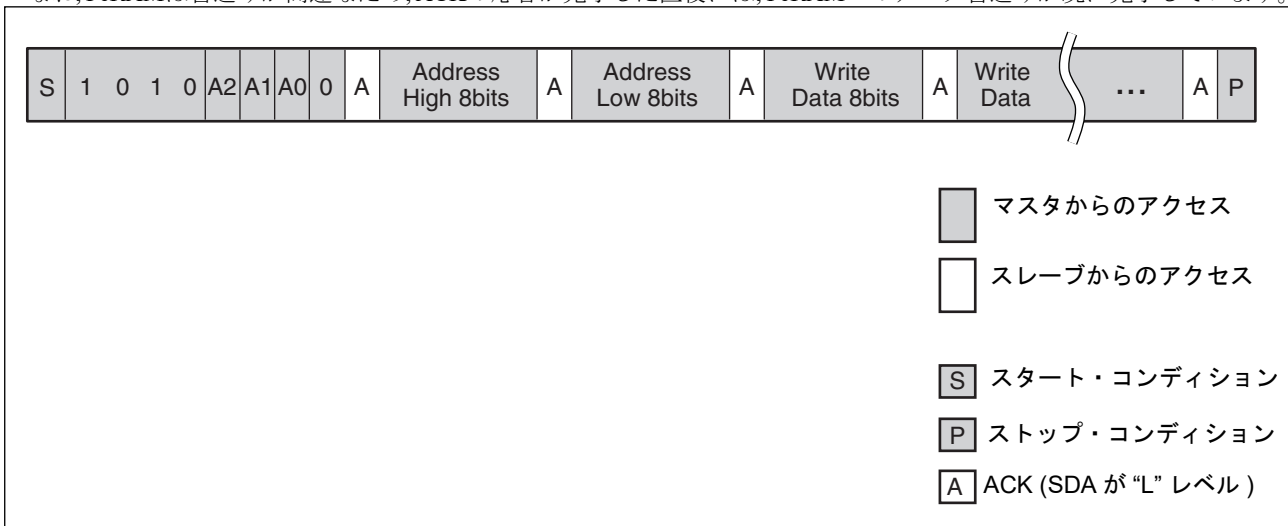 S 1 0 1 0 A2 A1 A0 0 A Address High 8bits A Address Low 8bits A Write Data 8bits A Write Data ... A P
マスタからのアクセス
スレーブからのアクセス
S スタート・コンディション
P ストップ・コンディション
A ACK (SDA が “L” レベル )